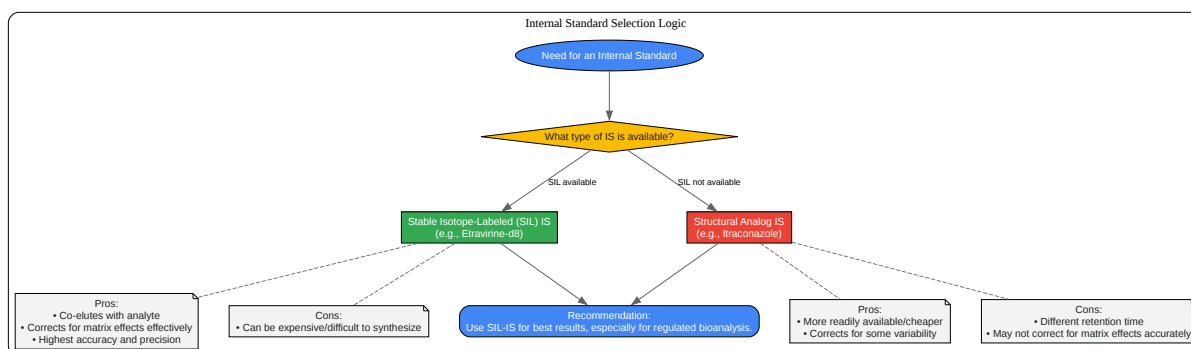 Internal Standard Selection Logic
Need for an Internal Standard
What type of IS is available?
SIL available
SIL not available
Stable Isotope-Labeled (SIL) IS
(e.g., Etravirine-d8)
Structural Analog IS
(e.g., Itraconazole)
Pros:
• Co-elutes with analyte
• Corrects for matrix effects effectively
• Highest accuracy and precision
Cons:
• Can be expensive/difficult to synthesize
Recommendation:
Use SIL-IS for best results, especially for regulated bioanalysis.
Pros:
• More readily available/cheaper
• Corrects for some variability
Cons:
• Different retention time
• May not correct for matrix effects accurately